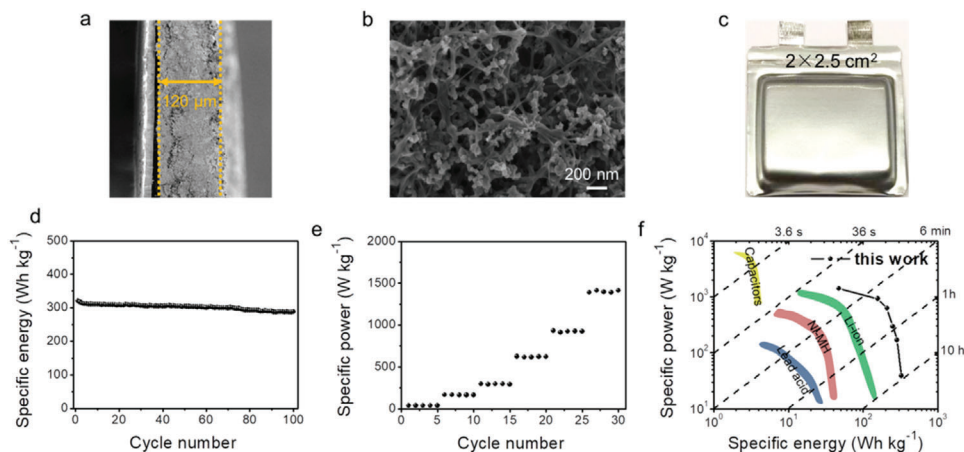 a
120 μm
b
200 nm
c
2×2.5 cm²
d
Specific energy (Wh kg⁻¹)
500
400
300
200
100
0
0 20 40 60 80 100
Cycle number
e
Specific power (W kg⁻¹)
2000
1500
1000
500
0
0 5 10 15 20 25 30
Cycle number
f
3.6 s 36 s 6 min
1h
10 h
this work
Capacitors
Ni-MH
Li-ion
Lead acid
Specific power (W kg⁻¹)
10⁴
10³
10²
10¹
10⁰ 10¹ 10² 10³
Specific energy (Wh kg⁻¹)